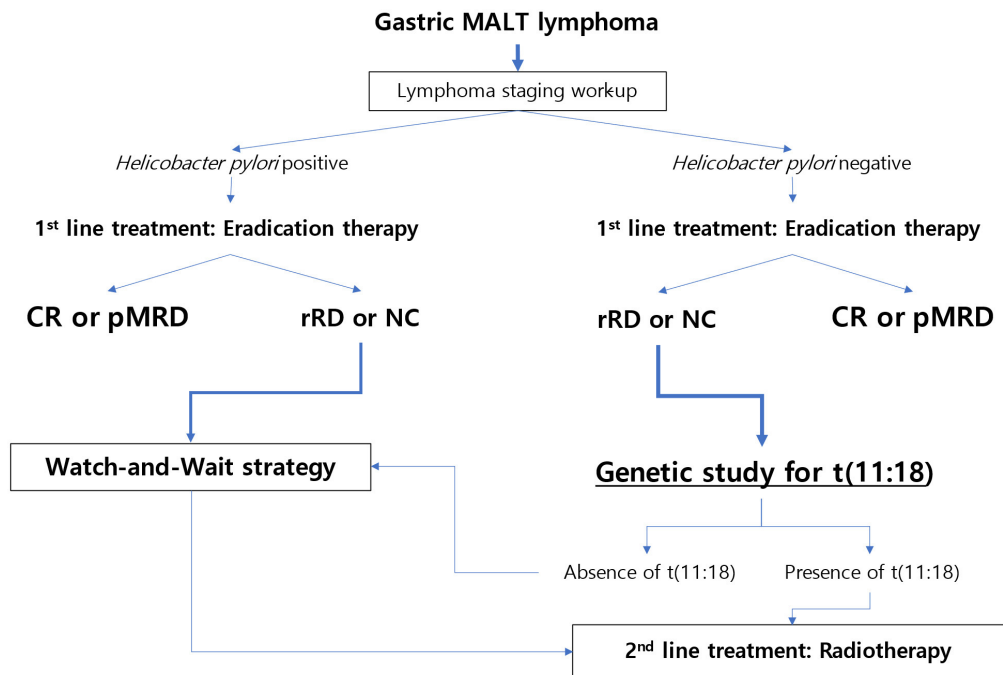 Gastric MALT lymphoma
Lymphoma staging work-up
Helicobacter pylori positive
Helicobacter pylori negative
1st line treatment: Eradication therapy
1st line treatment: Eradication therapy
CR or pMRD
rRD or NC
rRD or NC
CR or pMRD
Watch-and-Wait strategy
Genetic study for t(11:18)
Absence of t(11:18)
Presence of t(11:18)
2nd line treatment: Radiotherapy